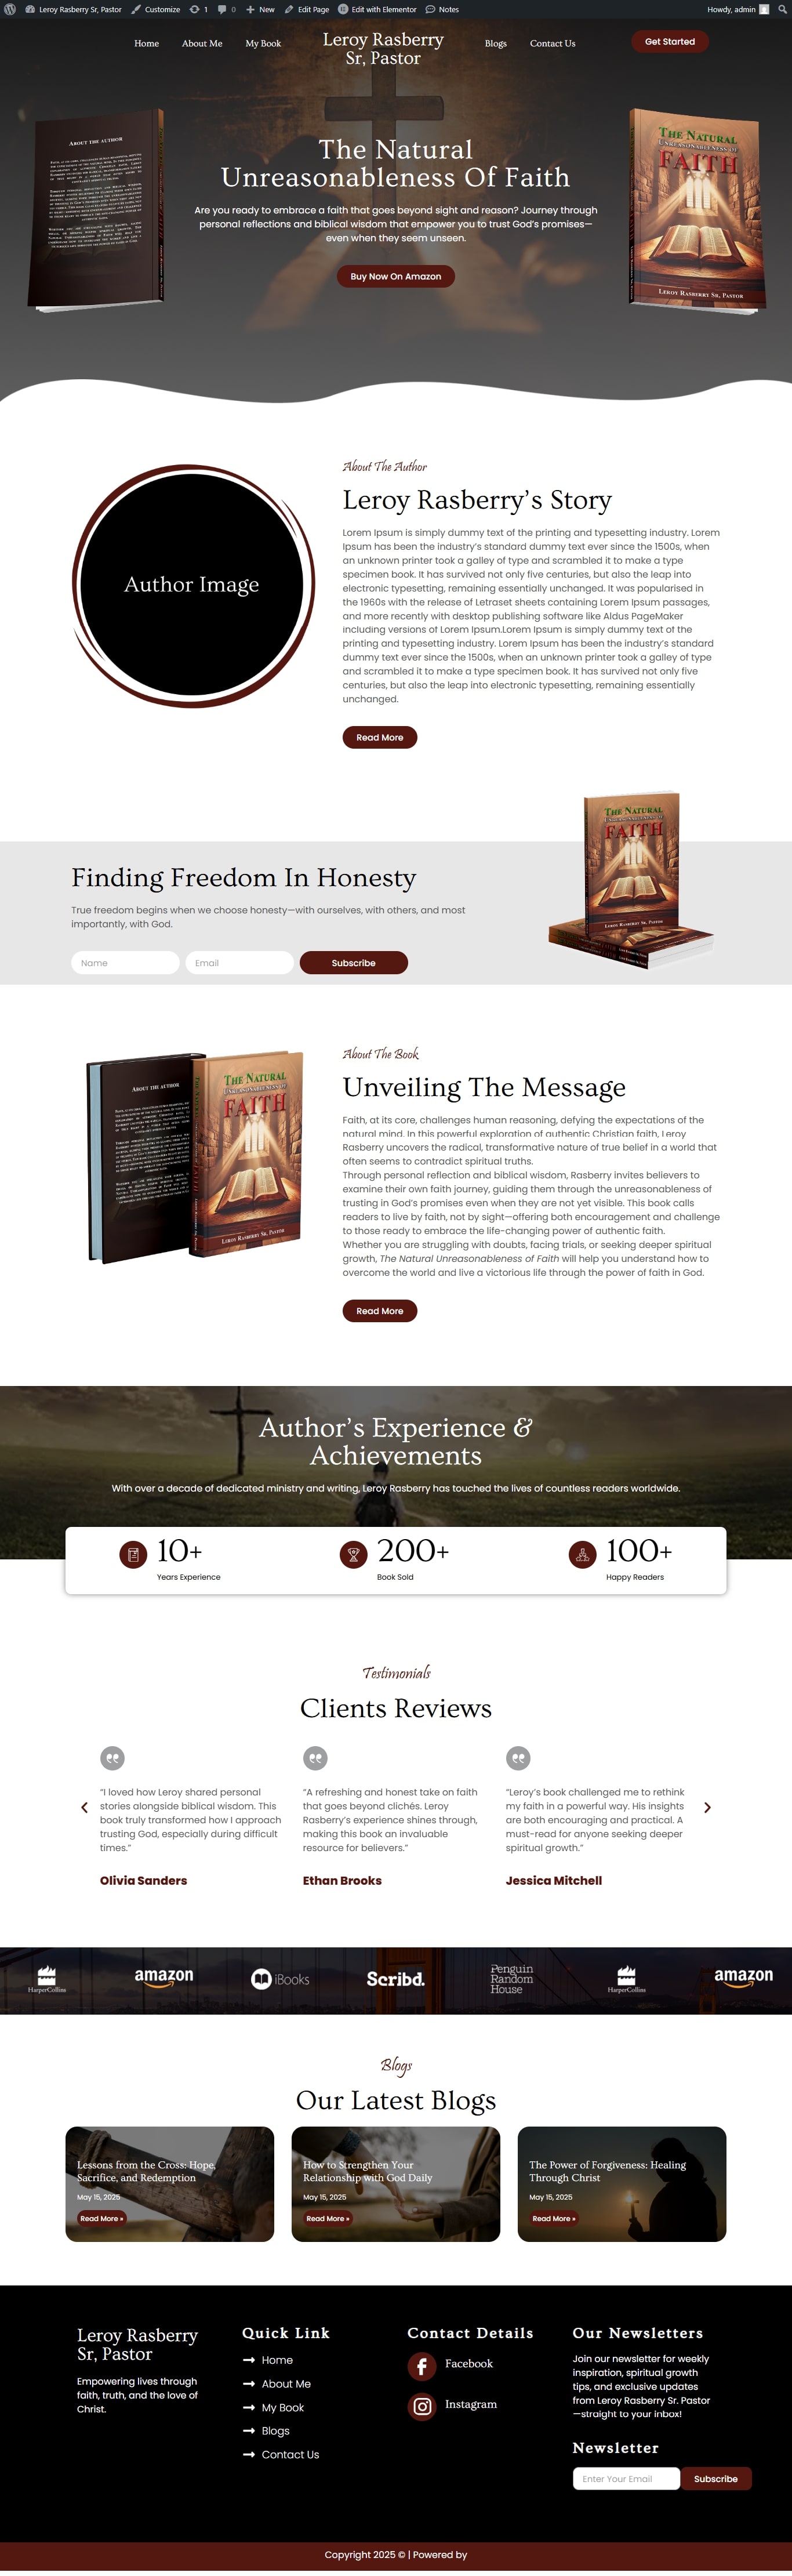 Leroy Rasberry Sr, Pastor
Customize
1
0
New
Edit Page
Edit with Elementor
Notes
Howdy, admin
Home
About Me
My Book
Leroy Rasberry
Sr, Pastor
Blogs
Contact Us
Get Started
About the author
The Natural
Unreasonableness of
Faith
Leroy Rasberry Sr, Pastor
The Natural
Unreasonableness Of Faith
Are you ready to embrace a faith that goes beyond sight and reason? Journey through
personal reflections and biblical wisdom that empower you to trust God's promises—
even when they seem unseen.
Buy Now On Amazon
Author Image
About The Author
Leroy Rasberry's Story
Lorem Ipsum is simply dummy text of the printing and typesetting industry. Lorem
Ipsum has been the industry's standard dummy text ever since the 1500s, when
an unknown printer took a galley of type and scrambled it to make a type
specimen book. It has survived not only five centuries, but also the leap into
electronic typesetting, remaining essentially unchanged. It was popularised in
the 1960s with the release of Letraset sheets containing Lorem Ipsum passages,
and more recently with desktop publishing software like Aldus PageMaker
including versions of Lorem Ipsum.Lorem Ipsum is simply dummy text of the
printing and typesetting industry. Lorem Ipsum has been the industry's standard
dummy text ever since the 1500s, when an unknown printer took a galley of type
and scrambled it to make a type specimen book. It has survived not only five
centuries, but also the leap into electronic typesetting, remaining essentially
unchanged.
Read More
Finding Freedom In Honesty
True freedom begins when we choose honesty—with ourselves, with others, and most
importantly, with God.
Name
Email
Subscribe
The Natural
Unreasonableness of
Faith
Leroy Rasberry Sr, Pastor
About the author
The Natural
Unreasonableness of
Faith
Leroy Rasberry Sr, Pastor
About The Book
Unveiling The Message
Faith, at its core, challenges human reasoning, defying the expectations of the
natural mind. In this powerful exploration of authentic Christian faith, Leroy
Rasberry uncovers the radical, transformative nature of true belief in a world that
often seems to contradict spiritual truths.
Through personal reflection and biblical wisdom, Rasberry invites believers to
examine their own faith journey, guiding them through the unreasonableness of
trusting in God's promises even when they are not yet visible. This book calls
readers to live by faith, not by sight—offering both encouragement and challenge
to those ready to embrace the life-changing power of authentic faith.
Whether you are struggling with doubts, facing trials, or seeking deeper spiritual
growth, The Natural Unreasonableness of Faith will help you understand how to
overcome the world and live a victorious life through the power of faith in God.
Read More
Author's Experience &
Achievements
With over a decade of dedicated ministry and writing, Leroy Rasberry has touched the lives of countless readers worldwide.
10+
Years Experience
200+
Book Sold
100+
Happy Readers
Testimonials
Clients Reviews
"I loved how Leroy shared personal
stories alongside biblical wisdom. This
book truly transformed how I approach
trusting God, especially during difficult
times."
Olivia Sanders
"A refreshing and honest take on faith
that goes beyond clichés. Leroy
Rasberry's experience shines through,
making this book an invaluable
resource for believers."
Ethan Brooks
"Leroy's book challenged me to rethink
my faith in a powerful way. His insights
are both encouraging and practical. A
must-read for anyone seeking deeper
spiritual growth."
Jessica Mitchell
HarperCollins
amazon
iBooks
Scribd.
Penguin
Random
House
HarperCollins
amazon
Blogs
Our Latest Blogs
Lessons from the Cross: Hope,
Sacrifice, and Redemption
May 15, 2025
Read More »
How to Strengthen Your
Relationship with God Daily
May 15, 2025
Read More »
The Power of Forgiveness: Healing
Through Christ
May 15, 2025
Read More »
Leroy Rasberry
Sr, Pastor
Empowering lives through
faith, truth, and the love of
Christ.
Quick Link
Home
About Me
My Book
Blogs
Contact Us
Contact Details
Facebook
Instagram
Our Newsletters
Join our newsletter for weekly
inspiration, spiritual growth
tips, and exclusive updates
from Leroy Rasberry Sr. Pastor
—straight to your inbox!
Newsletter
Enter Your Email
Subscribe
Copyright 2025 © | Powered by